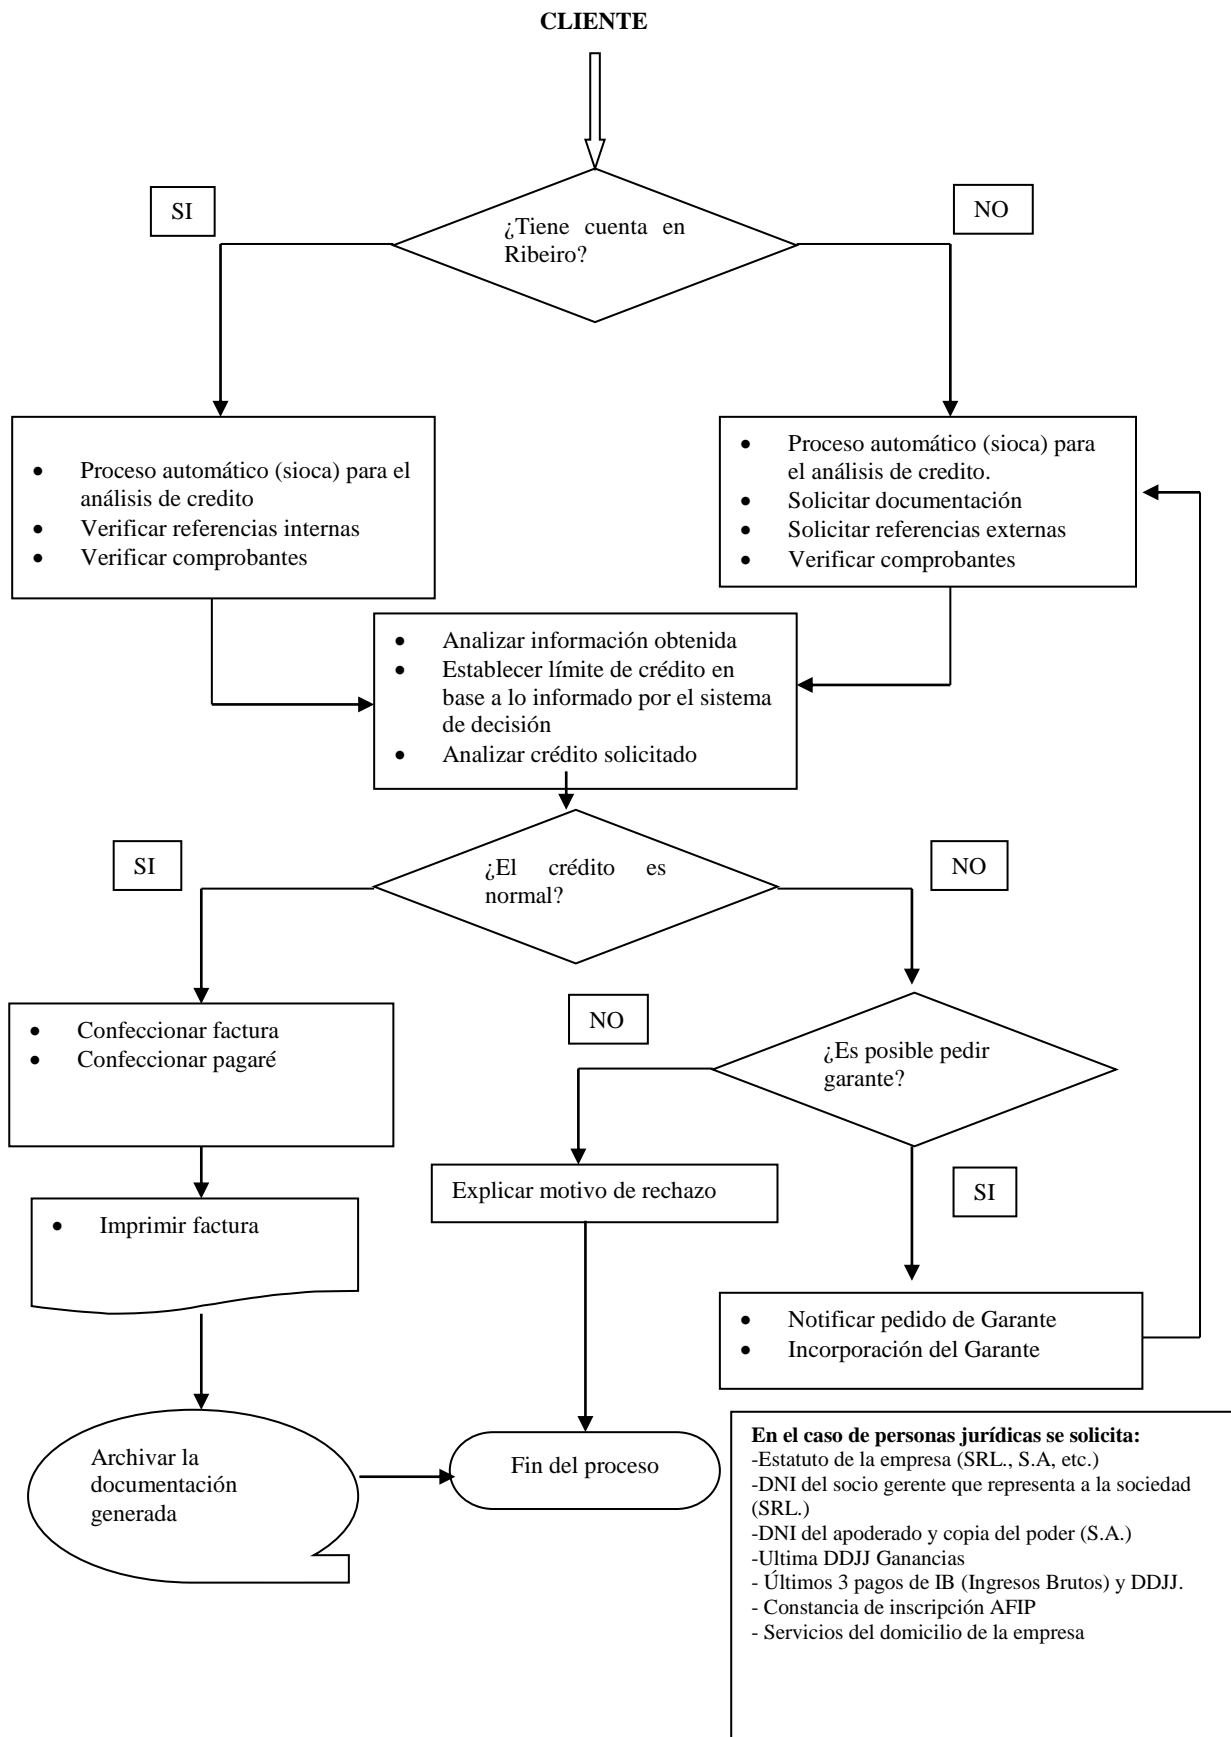 CLIENTE
SI
NO
¿Tiene cuenta en
Ribeiro?
• Proceso automático (sioca) para el
análisis de credito
• Verificar referencias internas
• Verificar comprobantes
• Proceso automático (sioca) para
el análisis de credito.
• Solicitar documentación
• Solicitar referencias externas
• Verificar comprobantes
• Analizar información obtenida
• Establecer límite de crédito en
base a lo informado por el sistema
de decisión
• Analizar crédito solicitado
SI
¿El crédito es
normal?
NO
• Confeccionar factura
• Confeccionar pagaré
NO
¿Es posible pedir
garante?
Explicar motivo de rechazo
SI
• Imprimir factura
• Notificar pedido de Garante
• Incorporación del Garante
Archivar la
documentación
generada
Fin del proceso
En el caso de personas jurídicas se solicita:
-Estatuto de la empresa (SRL., S.A, etc.)
-DNI del socio gerente que representa a la sociedad
(SRL.)
-DNI del apoderado y copia del poder (S.A.)
-Ultima DDJJ Ganancias
- Últimos 3 pagos de IB (Ingresos Brutos) y DDJJ.
- Constancia de inscripción AFIP
- Servicios del domicilio de la empresa